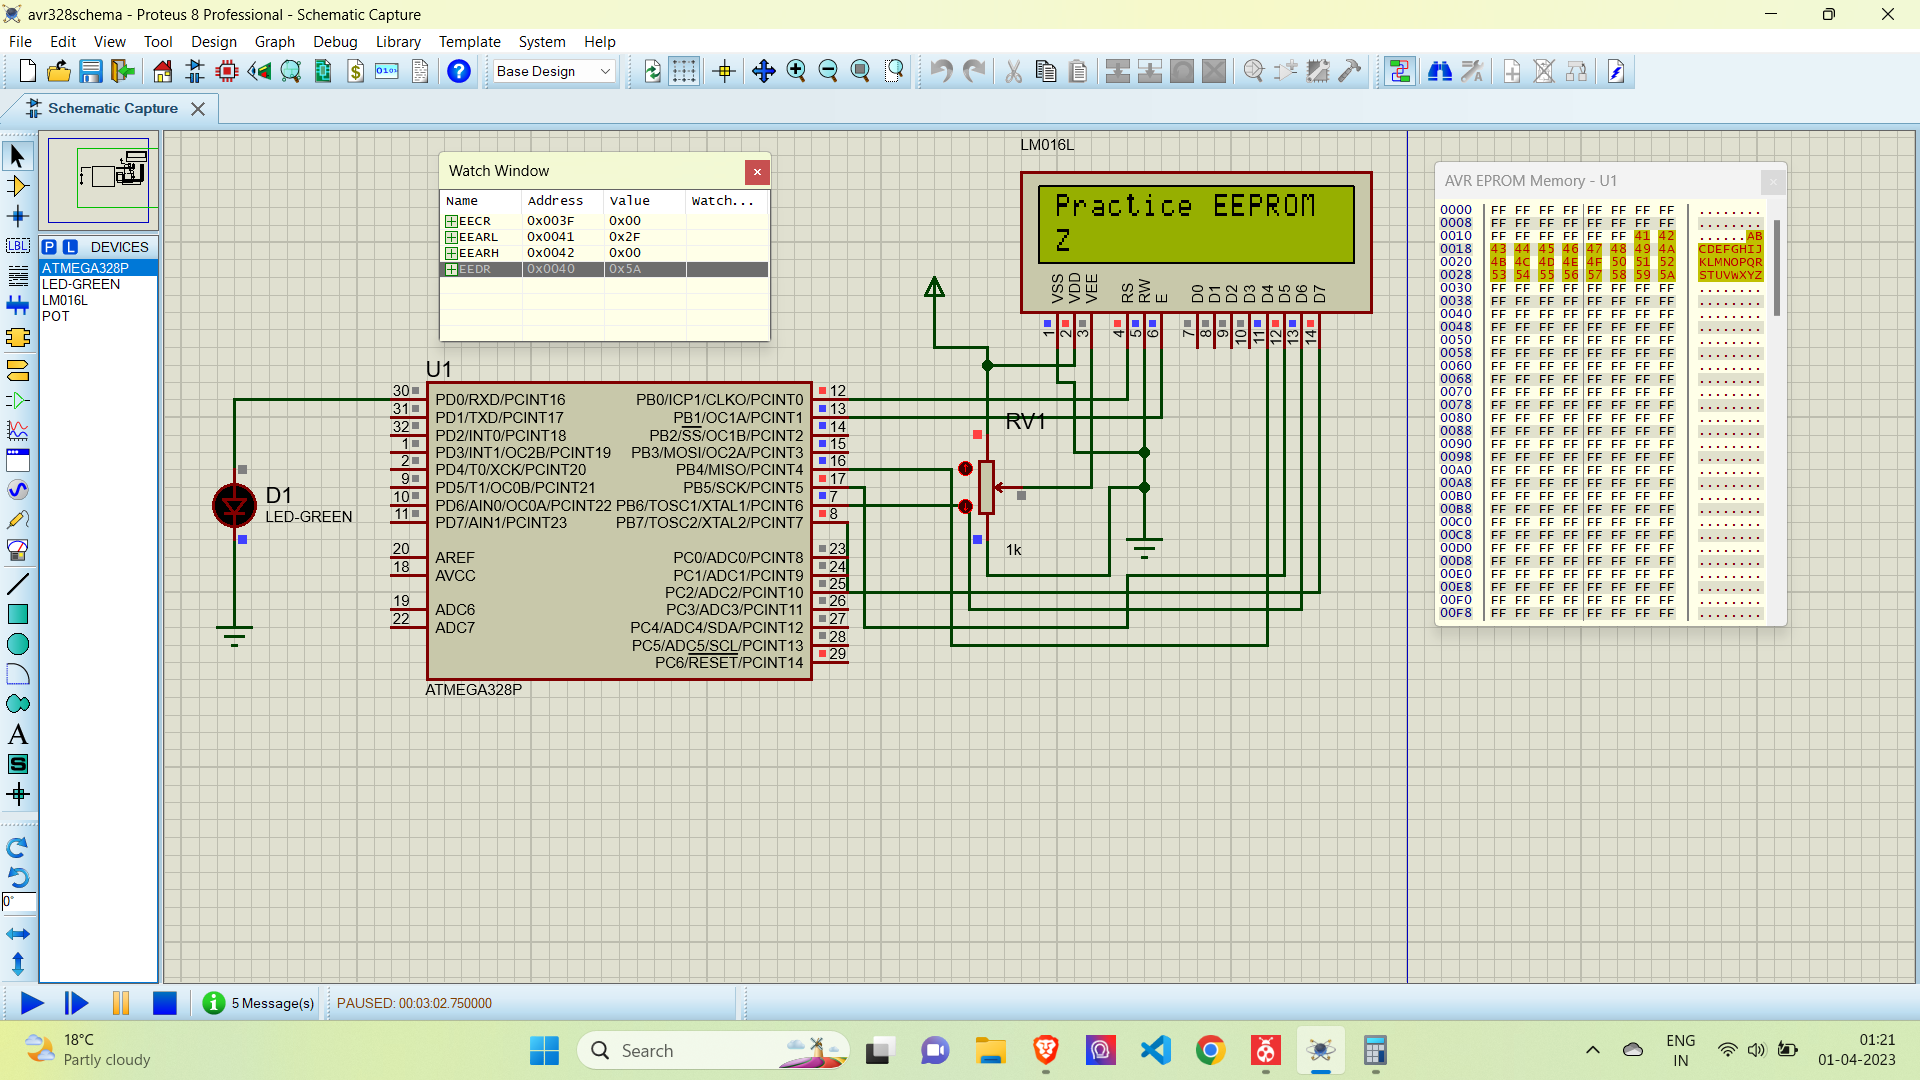 avr328schema - Proteus 8 Professional - Schematic Capture
File Edit View Tool Design Graph Debug Library Template System Help
Base Design
Schematic Capture
P L DEVICES
ATMEGA328P
LED-GREEN
LM016L
POT
Watch Window
Name Address Value Watch...
EECR 0x003F 0x00
EEARL 0x0041 0x2F
EEARH 0x0042 0x00
EEDR 0x0040 0x5A
LM016L
Practice EEPROM
Z
VSS VDD VEE RS RW E D0 D1 D2 D3 D4 D5 D6 D7
1 2 3 4 5 6 7 8 9 10 11 12 13 14
U1
30 PD0/RXD/PCINT16 PB0/ICP1/CLKO/PCINT0 12
31 PD1/TXD/PCINT17 PB1/OC1A/PCINT1 13
32 PD2/INT0/PCINT18 PB2/SS/OC1B/PCINT2 14
1 PD3/INT1/OC2B/PCINT19 PB3/MOSI/OC2A/PCINT3 15
2 PD4/T0/XCK/PCINT20 PB4/MISO/PCINT4 16
9 PD5/T1/OC0B/PCINT21 PB5/SCK/PCINT5 17
10 PD6/AIN0/OC0A/PCINT22 PB6/TOSC1/XTAL1/PCINT6 7
11 PD7/AIN1/PCINT23 PB7/TOSC2/XTAL2/PCINT7 8
20 AREF PC0/ADC0/PCINT8 23
18 AVCC PC1/ADC1/PCINT9 24
PC2/ADC2/PCINT10 25
19 ADC6 PC3/ADC3/PCINT11 26
22 ADC7 PC4/ADC4/SDA/PCINT12 27
PC5/ADC5/SCL/PCINT13 28
PC6/RESET/PCINT14 29
ATMEGA328P
D1
LED-GREEN
RV1
1k
AVR EPROM Memory - U1
0000 FF FF FF FF FF FF FF FF ........
0008 FF FF FF FF FF FF FF FF ........
0010 FF FF FF FF FF FF 41 42 ......AB
0018 43 44 45 46 47 48 49 4A CDEFGHIJ
0020 4B 4C 4D 4E 4F 50 51 52 KLMNOPQR
0028 53 54 55 56 57 58 59 5A STUVWXYZ
0030 FF FF FF FF FF FF FF FF ........
0038 FF FF FF FF FF FF FF FF ........
0040 FF FF FF FF FF FF FF FF ........
0048 FF FF FF FF FF FF FF FF ........
0050 FF FF FF FF FF FF FF FF ........
0058 FF FF FF FF FF FF FF FF ........
0060 FF FF FF FF FF FF FF FF ........
0068 FF FF FF FF FF FF FF FF ........
0070 FF FF FF FF FF FF FF FF ........
0078 FF FF FF FF FF FF FF FF ........
0080 FF FF FF FF FF FF FF FF ........
0088 FF FF FF FF FF FF FF FF ........
0090 FF FF FF FF FF FF FF FF ........
0098 FF FF FF FF FF FF FF FF ........
00A0 FF FF FF FF FF FF FF FF ........
00A8 FF FF FF FF FF FF FF FF ........
00B0 FF FF FF FF FF FF FF FF ........
00B8 FF FF FF FF FF FF FF FF ........
00C0 FF FF FF FF FF FF FF FF ........
00C8 FF FF FF FF FF FF FF FF ........
00D0 FF FF FF FF FF FF FF FF ........
00D8 FF FF FF FF FF FF FF FF ........
00E0 FF FF FF FF FF FF FF FF ........
00E8 FF FF FF FF FF FF FF FF ........
00F0 FF FF FF FF FF FF FF FF ........
00F8 FF FF FF FF FF FF FF FF ........
LBL
A
S
0°
5 Message(s) PAUSED: 00:03:02.750000
18°C
Partly cloudy
Search
ENG
IN
01:21
01-04-2023